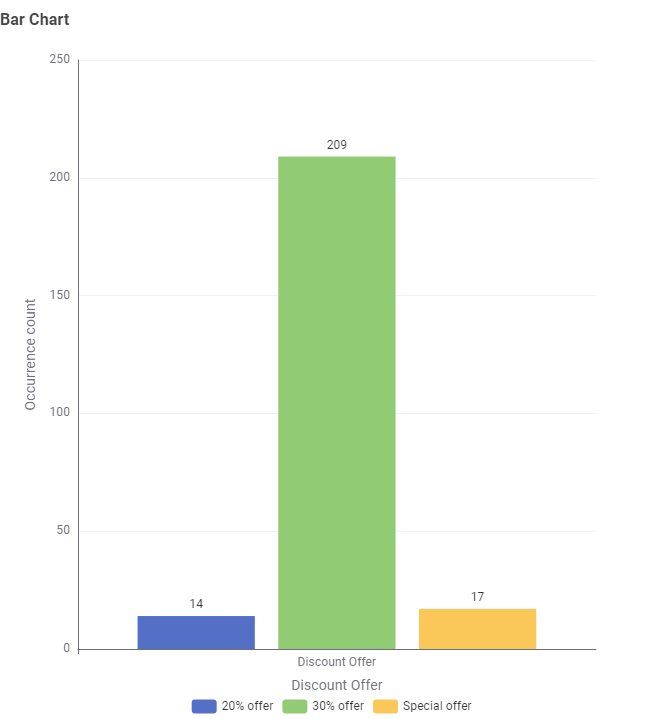 Bar Chart
250
209
200
150
Occurrence count
100
50
14
17
0
Discount Offer
Discount Offer
20% offer 30% offer Special offer